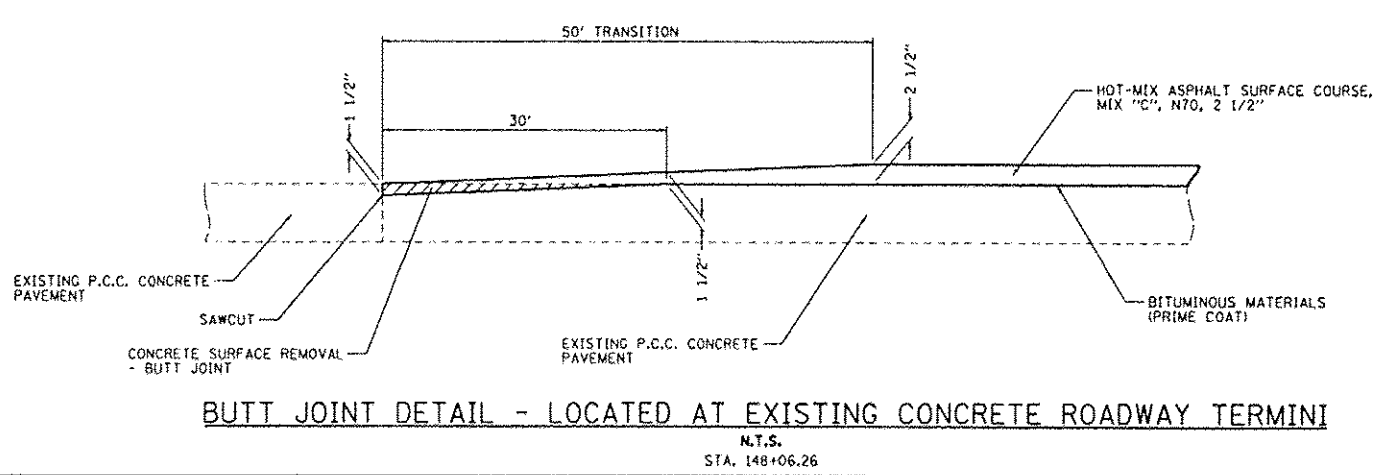 50' TRANSITION
1 1/2"
2 1/2"
30'
HOT-MIX ASPHALT SURFACE COURSE,
MIX "C", N70, 2 1/2"
1 1/2"
EXISTING P.C.C. CONCRETE
PAVEMENT
SAWCUT
CONCRETE SURFACE REMOVAL
- BUTT JOINT
EXISTING P.C.C. CONCRETE
PAVEMENT
BITUMINOUS MATERIALS
(PRIME COAT)
BUTT JOINT DETAIL - LOCATED AT EXISTING CONCRETE ROADWAY TERMINI
N.T.S.
STA. 148+06.26